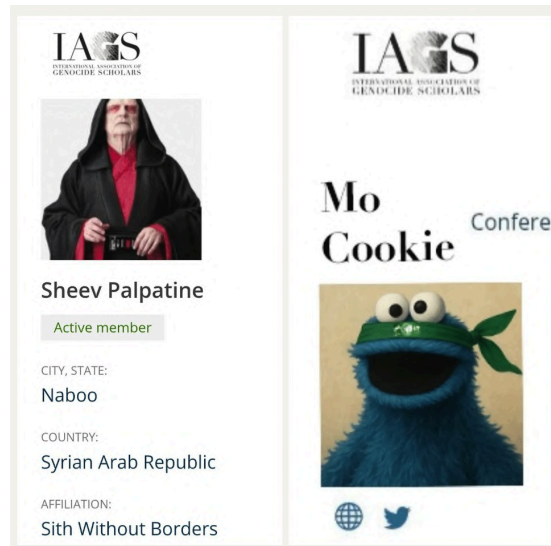 IAGS
INTERNATIONAL ASSOCIATION OF
GENOCIDE SCHOLARS
Sheev Palpatine
Active member
CITY, STATE:
Naboo
COUNTRY:
Syrian Arab Republic
AFFILIATION:
Sith Without Borders
IAGS
INTERNATIONAL ASSOCIATION OF
GENOCIDE SCHOLARS
Mo
Cookie
Confere